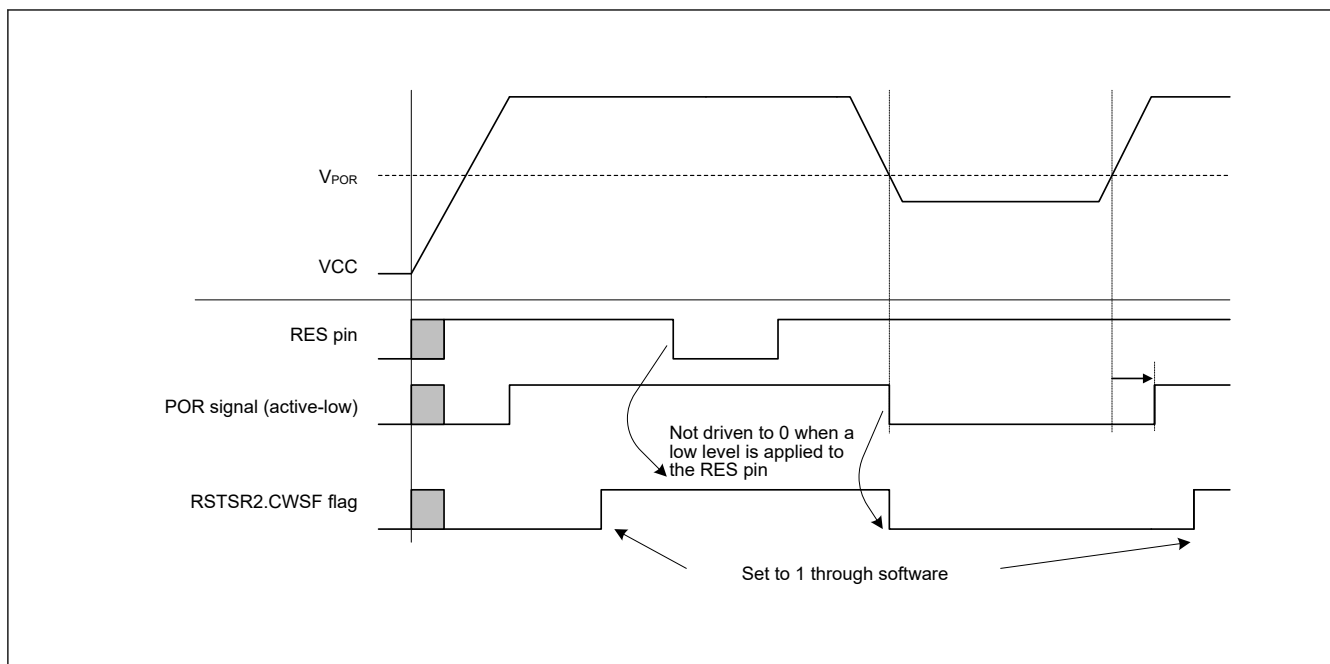 VPOR
VCC
RES pin
POR signal (active-low)
Not driven to 0 when a
low level is applied to
the RES pin
RSTSR2.CWSF flag
Set to 1 through software